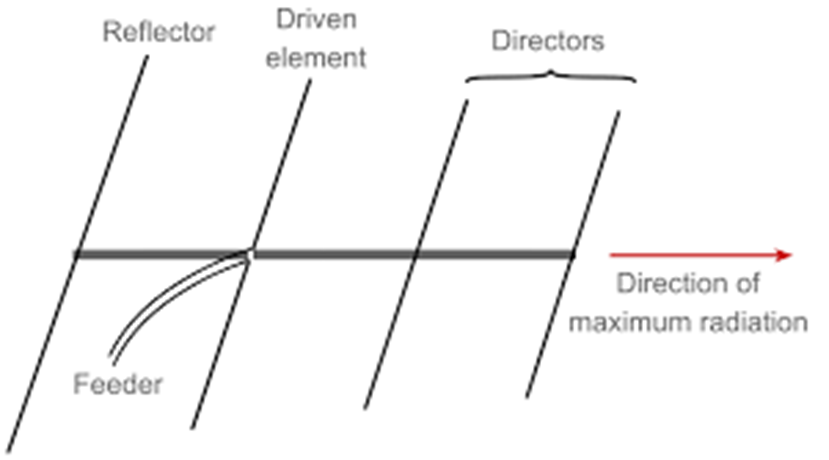 Reflector
Driven
element
Directors
Direction of
maximum radiation
Feeder